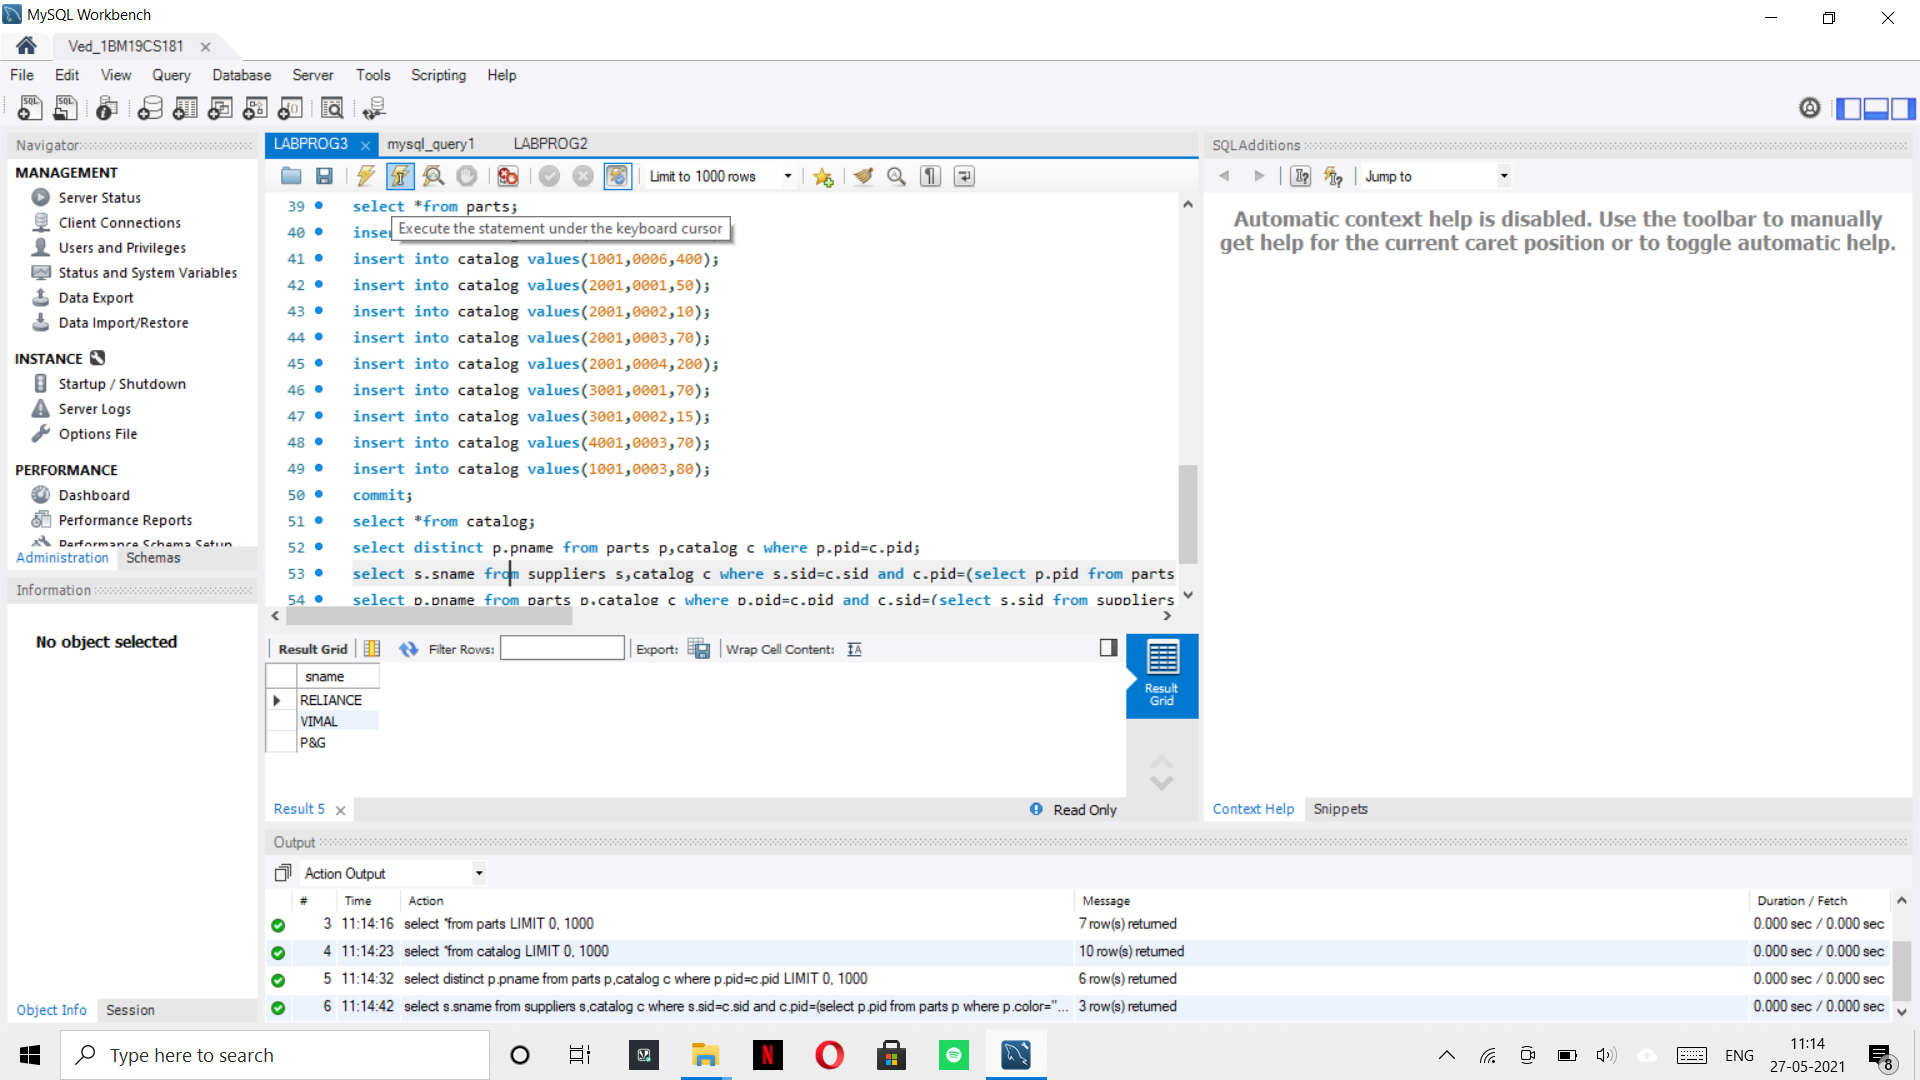 MySQL Workbench
Ved_1BM19CS181
File Edit View Query Database Server Tools Scripting Help
Navigator
MANAGEMENT
Server Status
Client Connections
Users and Privileges
Status and System Variables
Data Export
Data Import/Restore
INSTANCE
Startup / Shutdown
Server Logs
Options File
PERFORMANCE
Dashboard
Performance Reports
Performance Schema Setup
Administration Schemas
Information
No object selected
Object Info Session
LABPROG3 mysql_query1 LABPROG2
Limit to 1000 rows
39 select *from parts;
Execute the statement under the keyboard cursor
40 inser
41 insert into catalog values(1001,0006,400);
42 insert into catalog values(2001,0001,50);
43 insert into catalog values(2001,0002,10);
44 insert into catalog values(2001,0003,70);
45 insert into catalog values(2001,0004,200);
46 insert into catalog values(3001,0001,70);
47 insert into catalog values(3001,0002,15);
48 insert into catalog values(4001,0003,70);
49 insert into catalog values(1001,0003,80);
50 commit;
51 select *from catalog;
52 select distinct p.pname from parts p,catalog c where p.pid=c.pid;
53 select s.sname from suppliers s,catalog c where s.sid=c.sid and c.pid=(select p.pid from parts
54 select p.pname from parts p,catalog c where p.pid=c.pid and c.sid=(select s.sid from suppliers
Result Grid Filter Rows: Export: Wrap Cell Content:
sname
RELIANCE
VIMAL
P&G
Result Grid
Result 5 Read Only
SQLAdditions
Jump to
Automatic context help is disabled. Use the toolbar to manually
get help for the current caret position or to toggle automatic help.
Context Help Snippets
Output
Action Output
# Time Action Message Duration / Fetch
3 11:14:16 select *from parts LIMIT 0, 1000 7 row(s) returned 0.000 sec / 0.000 sec
4 11:14:23 select *from catalog LIMIT 0, 1000 10 row(s) returned 0.000 sec / 0.000 sec
5 11:14:32 select distinct p.pname from parts p,catalog c where p.pid=c.pid LIMIT 0, 1000 6 row(s) returned 0.000 sec / 0.000 sec
6 11:14:42 select s.sname from suppliers s,catalog c where s.sid=c.sid and c.pid=(select p.pid from parts p where p.color="... 3 row(s) returned 0.000 sec / 0.000 sec
Type here to search
ENG
11:14
27-05-2021
8